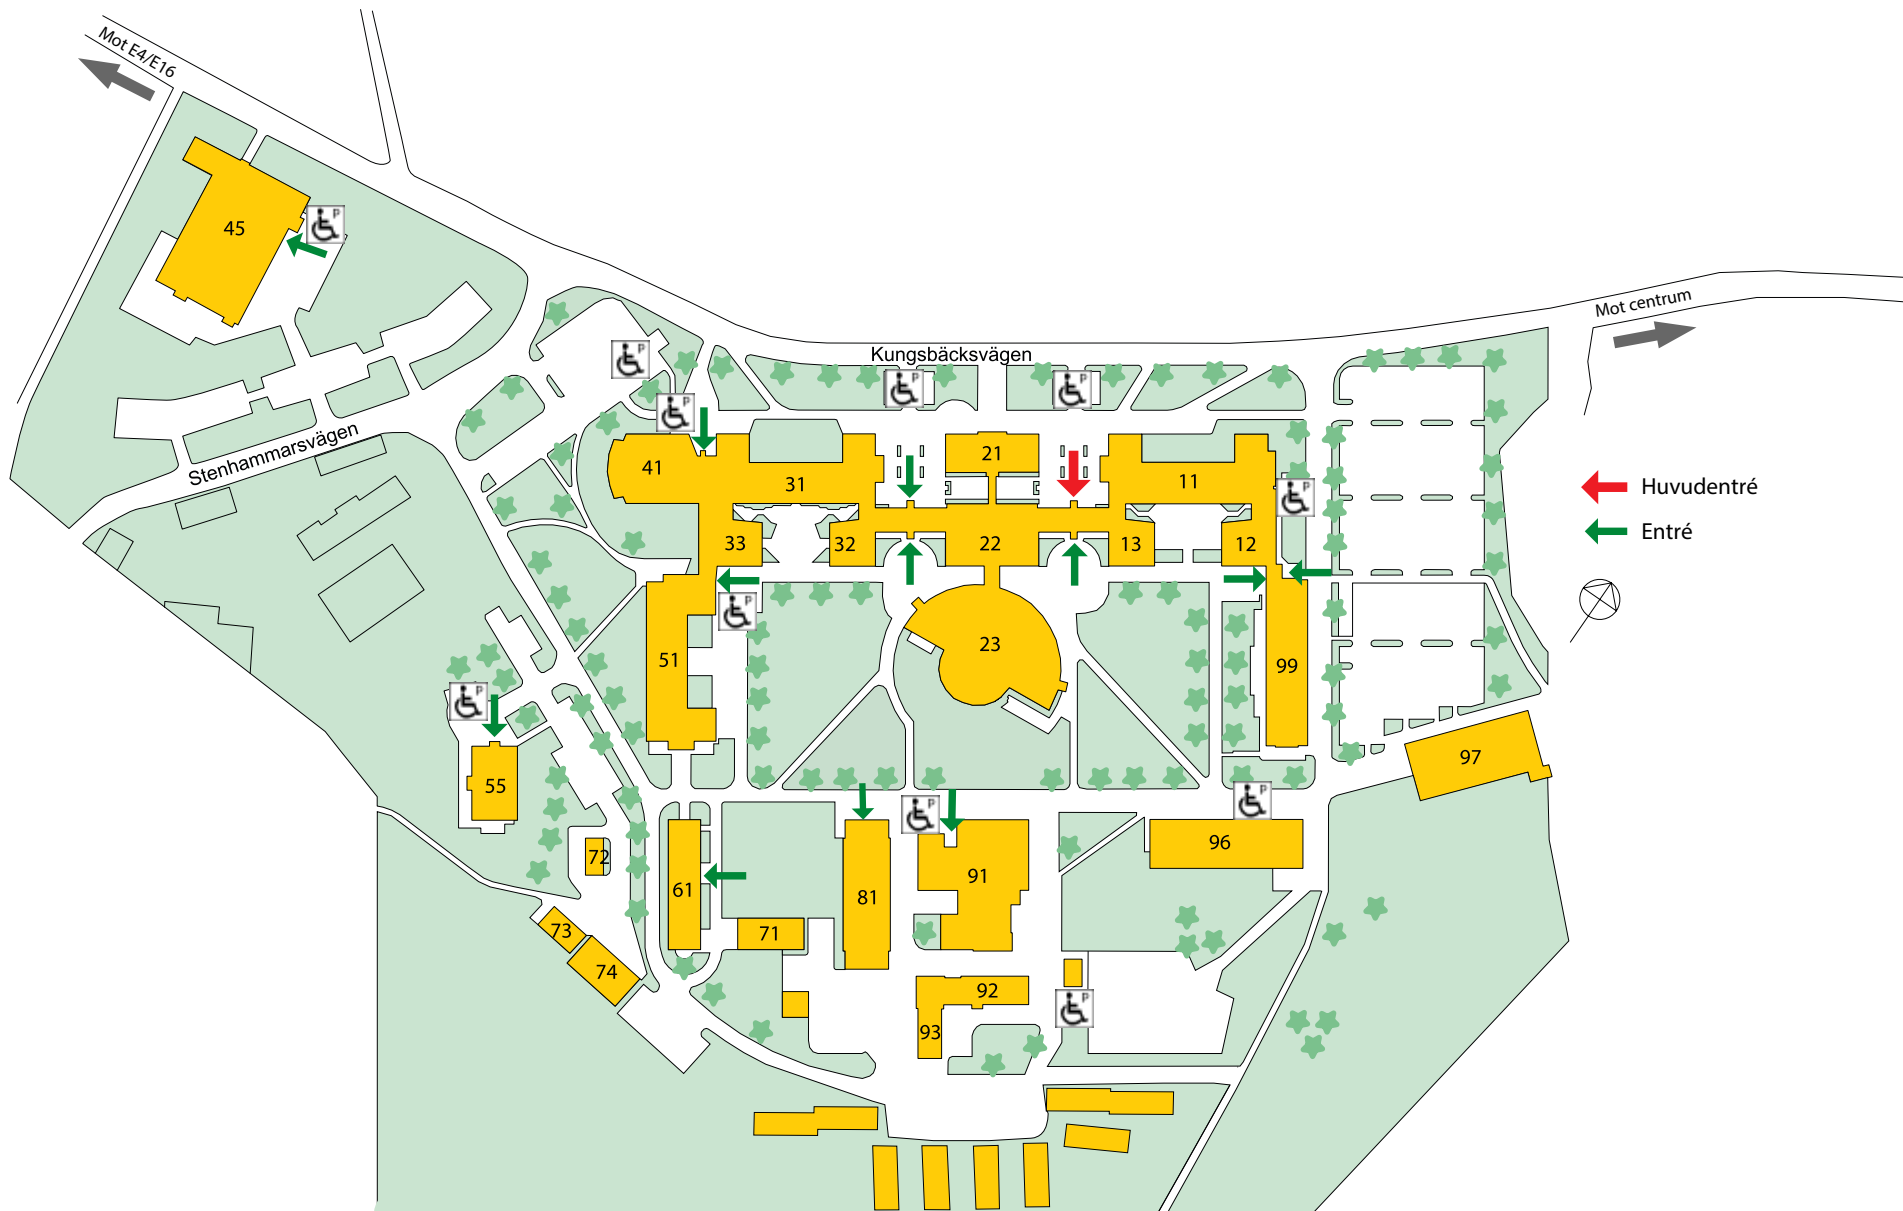 Mot E4/E16
45
Mot centrum
Kungsbäcksvägen
Stenhammarsvägen
P
P
P
P
P
P
P
P
P
P
P
41
31
21
11
Huvudentré
Entré
33
32
22
13
12
51
23
99
97
55
72
61
81
91
96
71
73
74
92
93